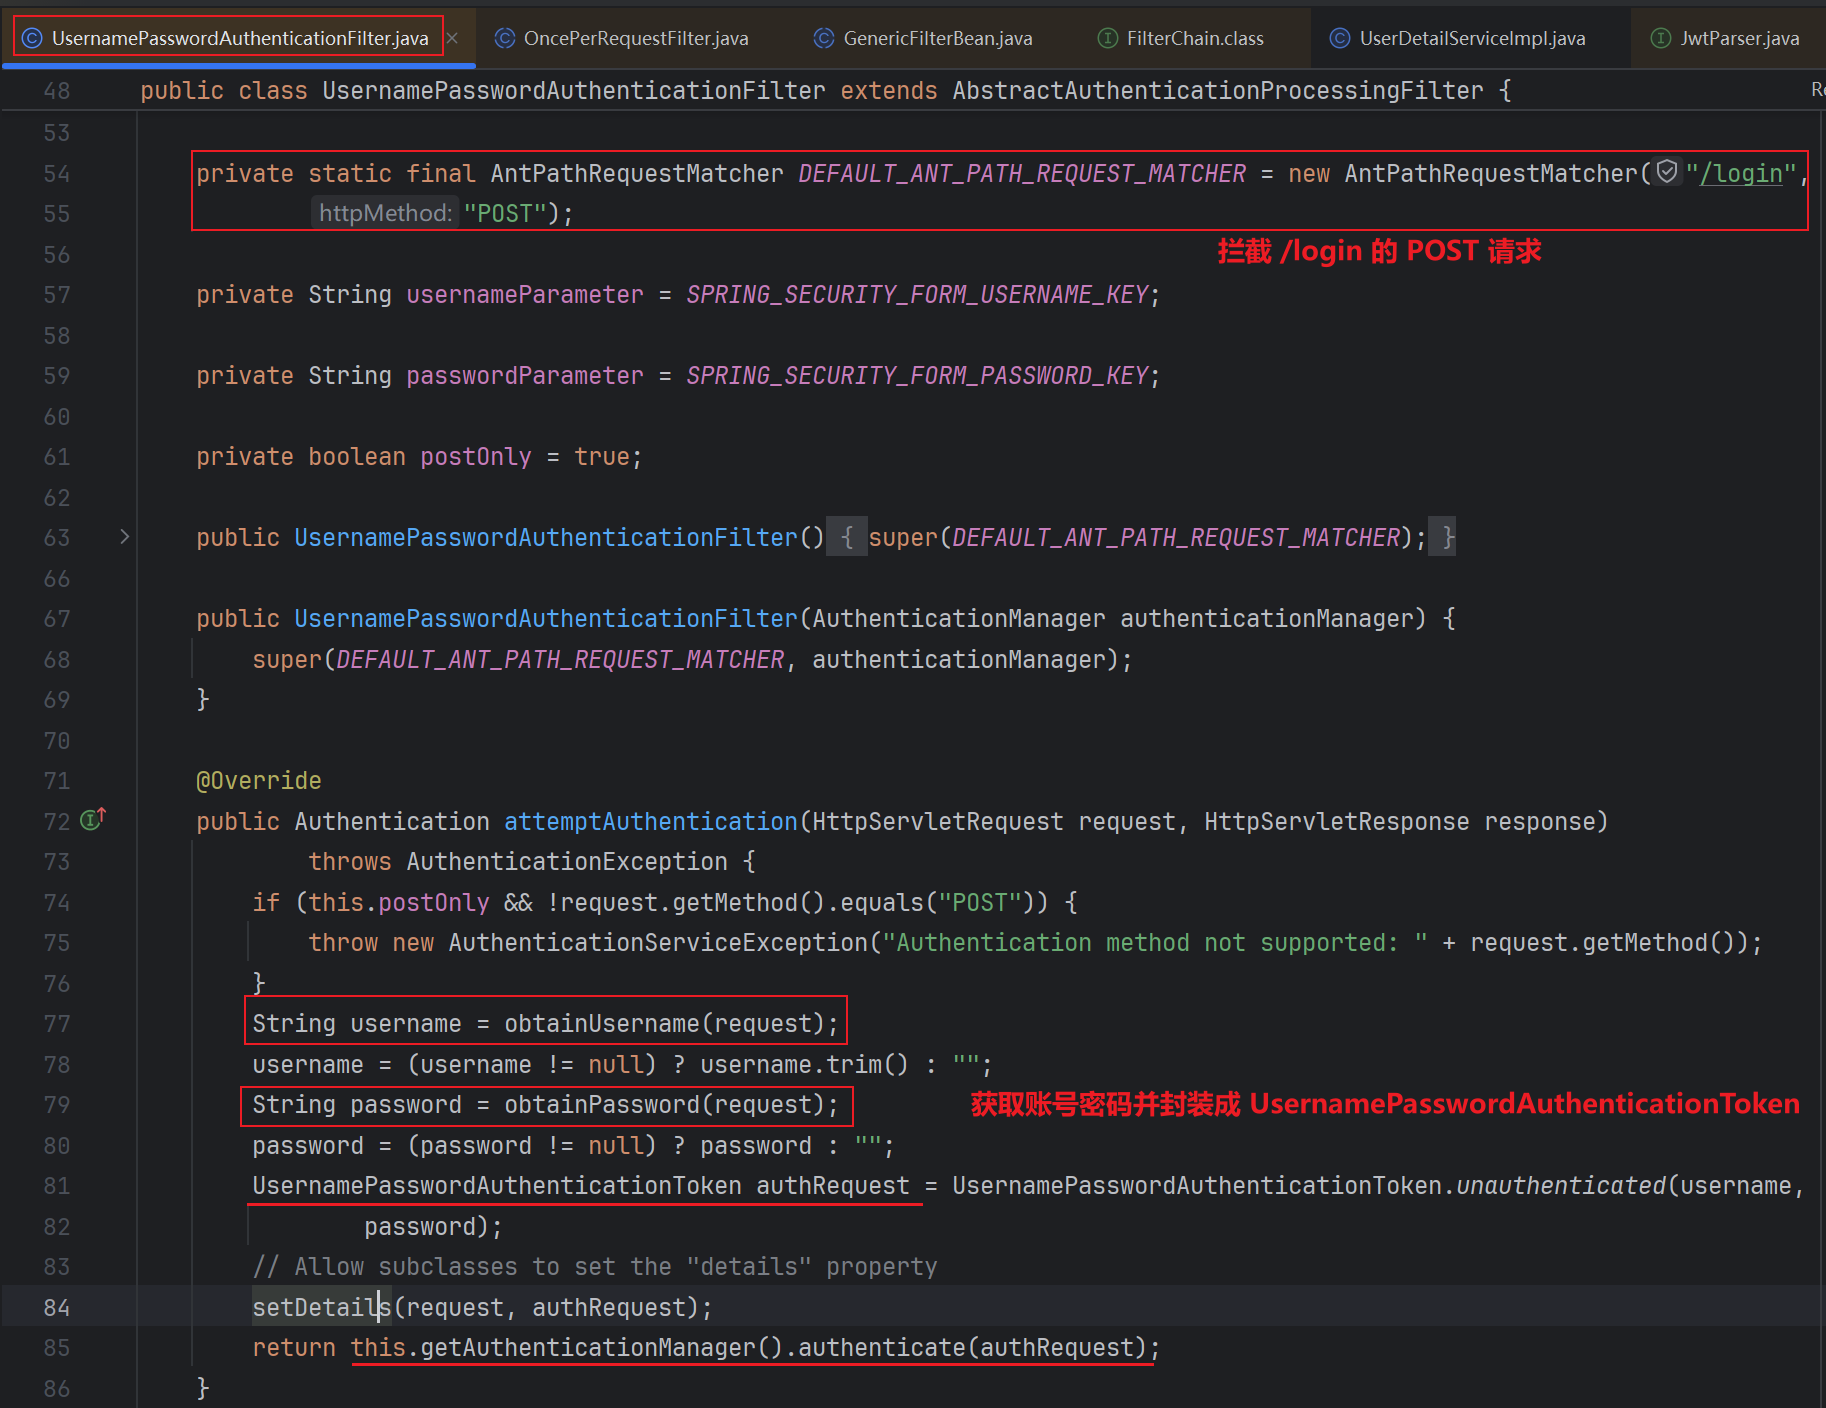 UsernamePasswordAuthenticationFilter.java
OncePerRequestFilter.java
GenericFilterBean.java
FilterChain.class
UserDetailServiceImpl.java
JwtParser.java
48 public class UsernamePasswordAuthenticationFilter extends AbstractAuthenticationProcessingFilter {
53
54 private static final AntPathRequestMatcher DEFAULT_ANT_PATH_REQUEST_MATCHER = new AntPathRequestMatcher("/login",
55 httpMethod: "POST");
拦截 /login 的 POST 请求
56
57 private String usernameParameter = SPRING_SECURITY_FORM_USERNAME_KEY;
58
59 private String passwordParameter = SPRING_SECURITY_FORM_PASSWORD_KEY;
60
61 private boolean postOnly = true;
62
63 public UsernamePasswordAuthenticationFilter() { super(DEFAULT_ANT_PATH_REQUEST_MATCHER); }
66
67 public UsernamePasswordAuthenticationFilter(AuthenticationManager authenticationManager) {
68 super(DEFAULT_ANT_PATH_REQUEST_MATCHER, authenticationManager);
69 }
70
71 @Override
72 public Authentication attemptAuthentication(HttpServletRequest request, HttpServletResponse response)
73 throws AuthenticationException {
74 if (this.postOnly && !request.getMethod().equals("POST")) {
75 throw new AuthenticationServiceException("Authentication method not supported: " + request.getMethod());
76 }
77 String username = obtainUsername(request);
78 username = (username != null) ? username.trim() : "";
79 String password = obtainPassword(request);
获取账号密码并封装成 UsernamePasswordAuthenticationToken
80 password = (password != null) ? password : "";
81 UsernamePasswordAuthenticationToken authRequest = UsernamePasswordAuthenticationToken.unauthenticated(username,
82 password);
83 // Allow subclasses to set the "details" property
84 setDetails(request, authRequest);
85 return this.getAuthenticationManager().authenticate(authRequest);
86 }